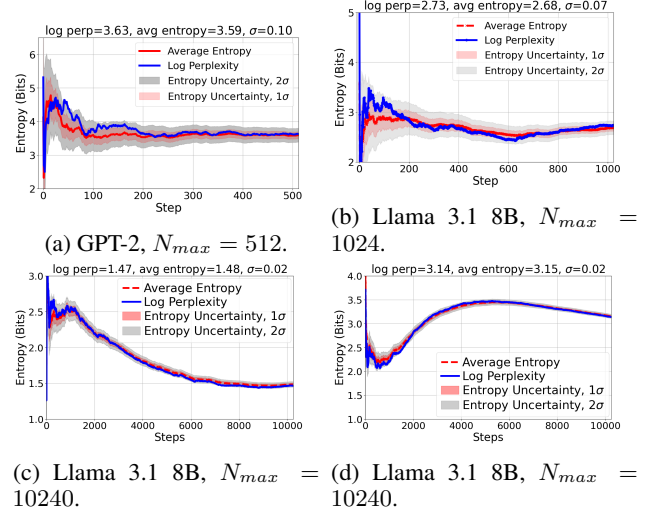 log perp=3.63, avg entropy=3.59, σ=0.10
Entropy (Bits)
6
5
4
3
2
Average Entropy
Log Perplexity
Entropy Uncertainty, 2σ
Entropy Uncertainty, 1σ
0 100 200 300 400 500
Step
(a) GPT-2, N_max = 512.
log perp=2.73, avg entropy=2.68, σ=0.07
Entropy (Bits)
5
4
3
2
Average Entropy
Log Perplexity
Entropy Uncertainty, 1σ
Entropy Uncertainty, 2σ
0 200 400 600 800 1000
Step
(b) Llama 3.1 8B, N_max =
1024.
log perp=1.47, avg entropy=1.48, σ=0.02
Entropy (Bits)
3.0
2.5
2.0
1.5
1.0
Average Entropy
Log Perplexity
Entropy Uncertainty, 1σ
Entropy Uncertainty, 2σ
0 2000 4000 6000 8000 10000
Steps
(c) Llama 3.1 8B, N_max =
10240.
log perp=3.14, avg entropy=3.15, σ=0.02
Entropy (Bits)
4.0
3.5
3.0
2.5
2.0
1.5
1.0
Average Entropy
Log Perplexity
Entropy Uncertainty, 1σ
Entropy Uncertainty, 2σ
0 2000 4000 6000 8000 10000
Steps
(d) Llama 3.1 8B, N_max =
10240.